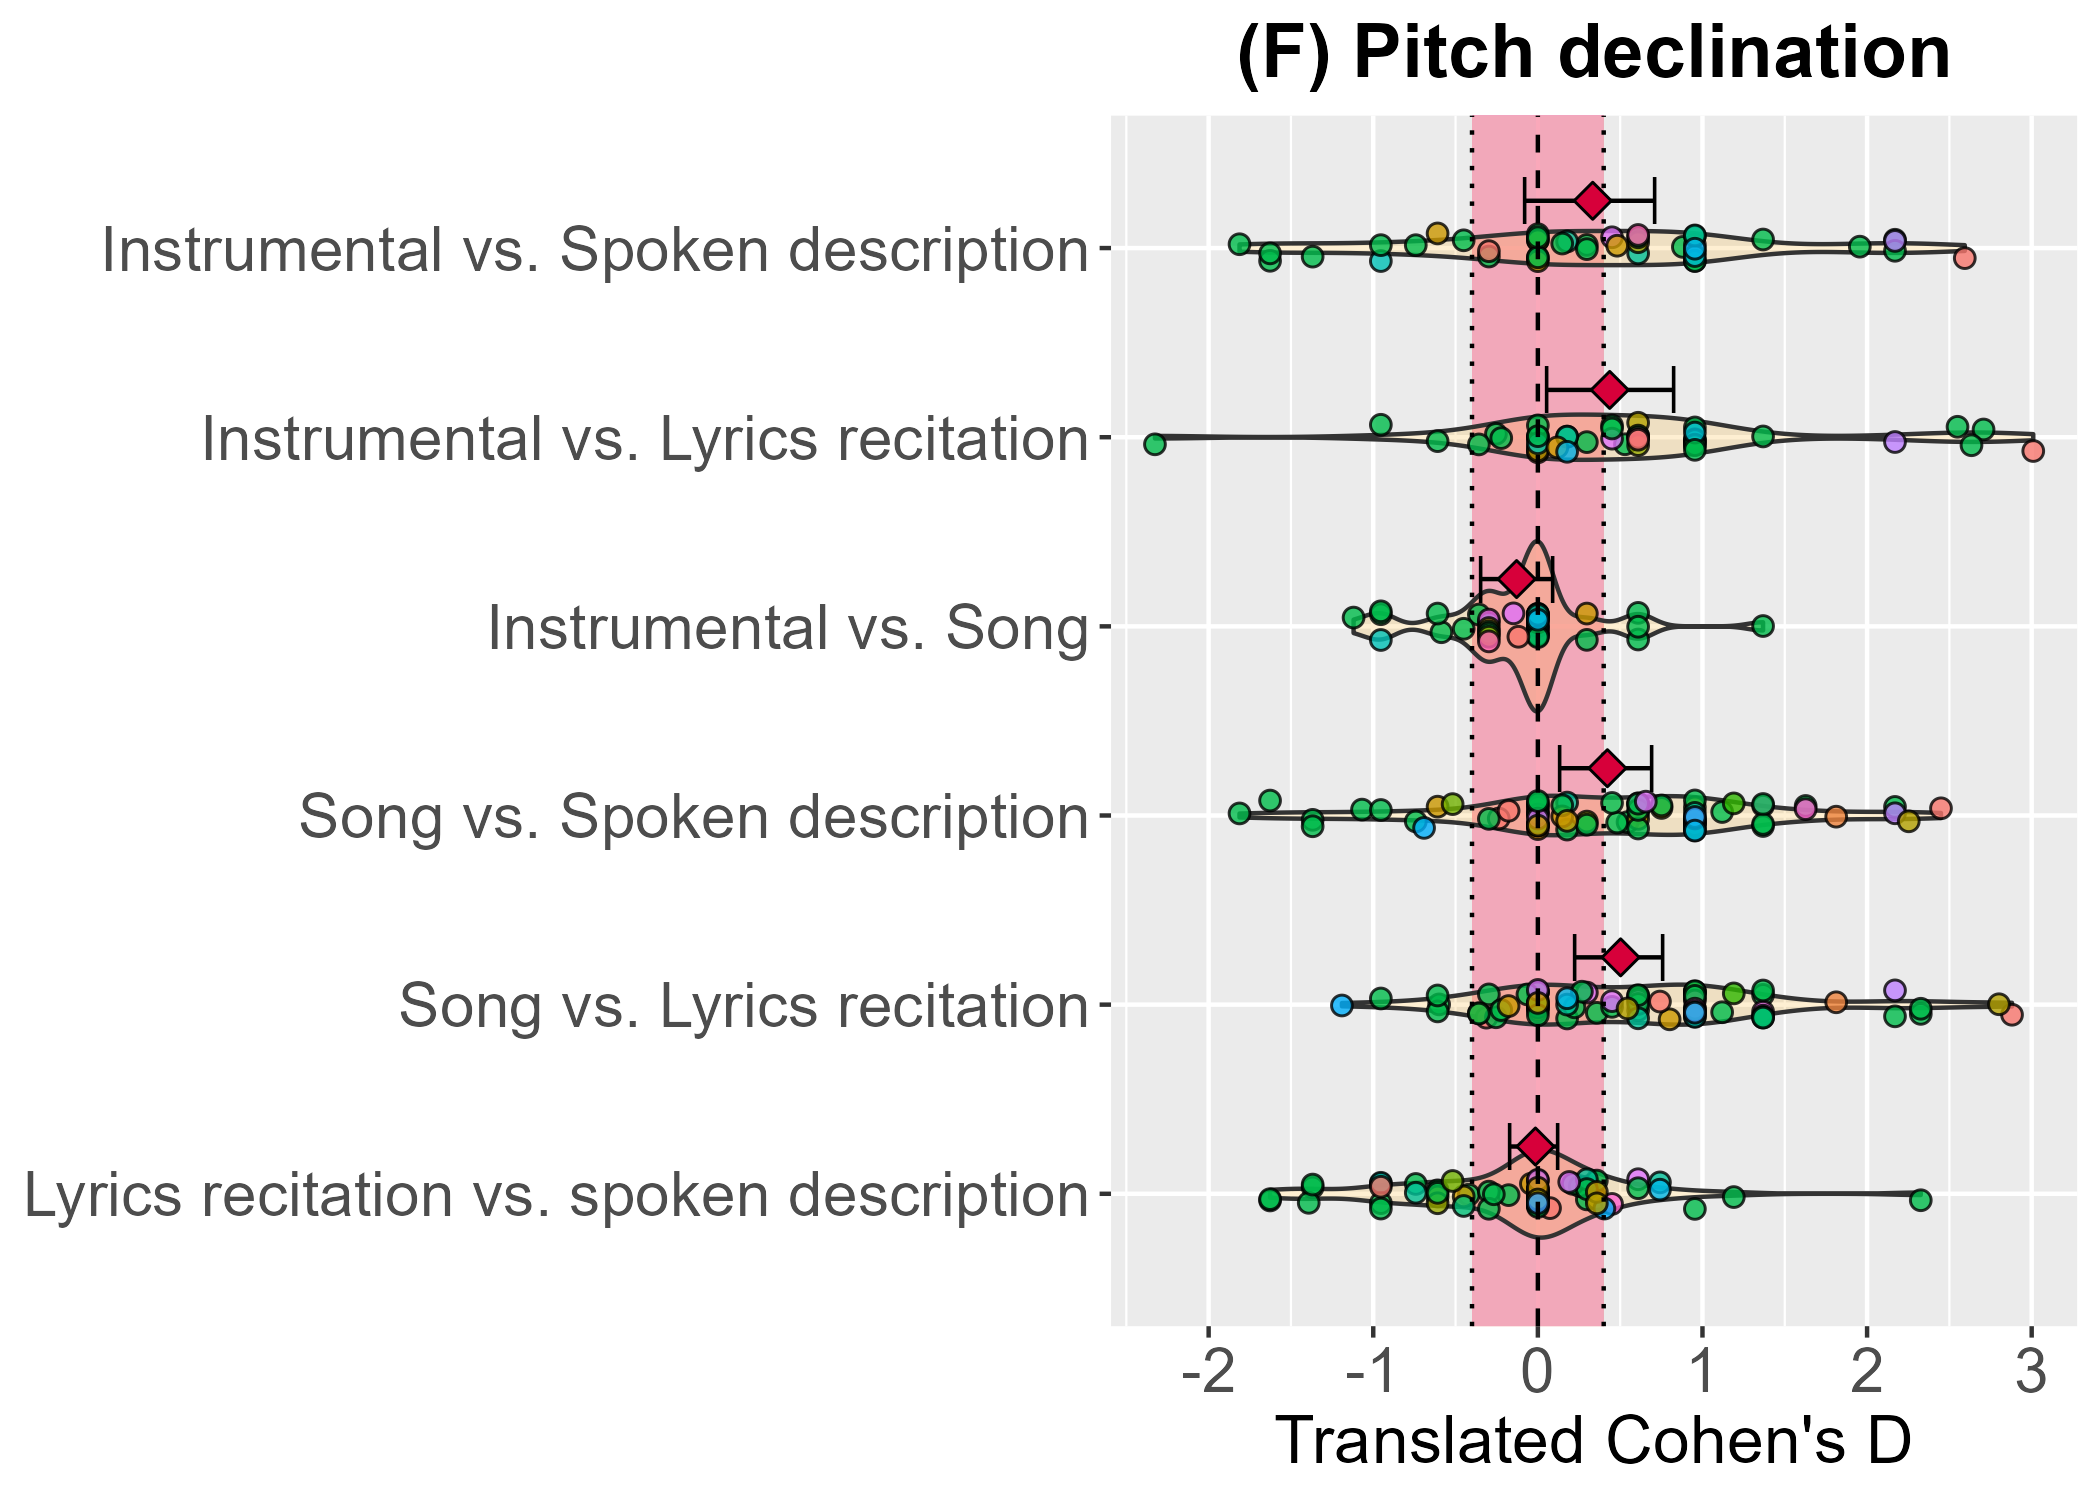 (F) Pitch declination
Instrumental vs. Spoken description
Instrumental vs. Lyrics recitation
Instrumental vs. Song
Song vs. Spoken description
Song vs. Lyrics recitation
Lyrics recitation vs. spoken description
-2 -1 0 1 2 3
Translated Cohen's D